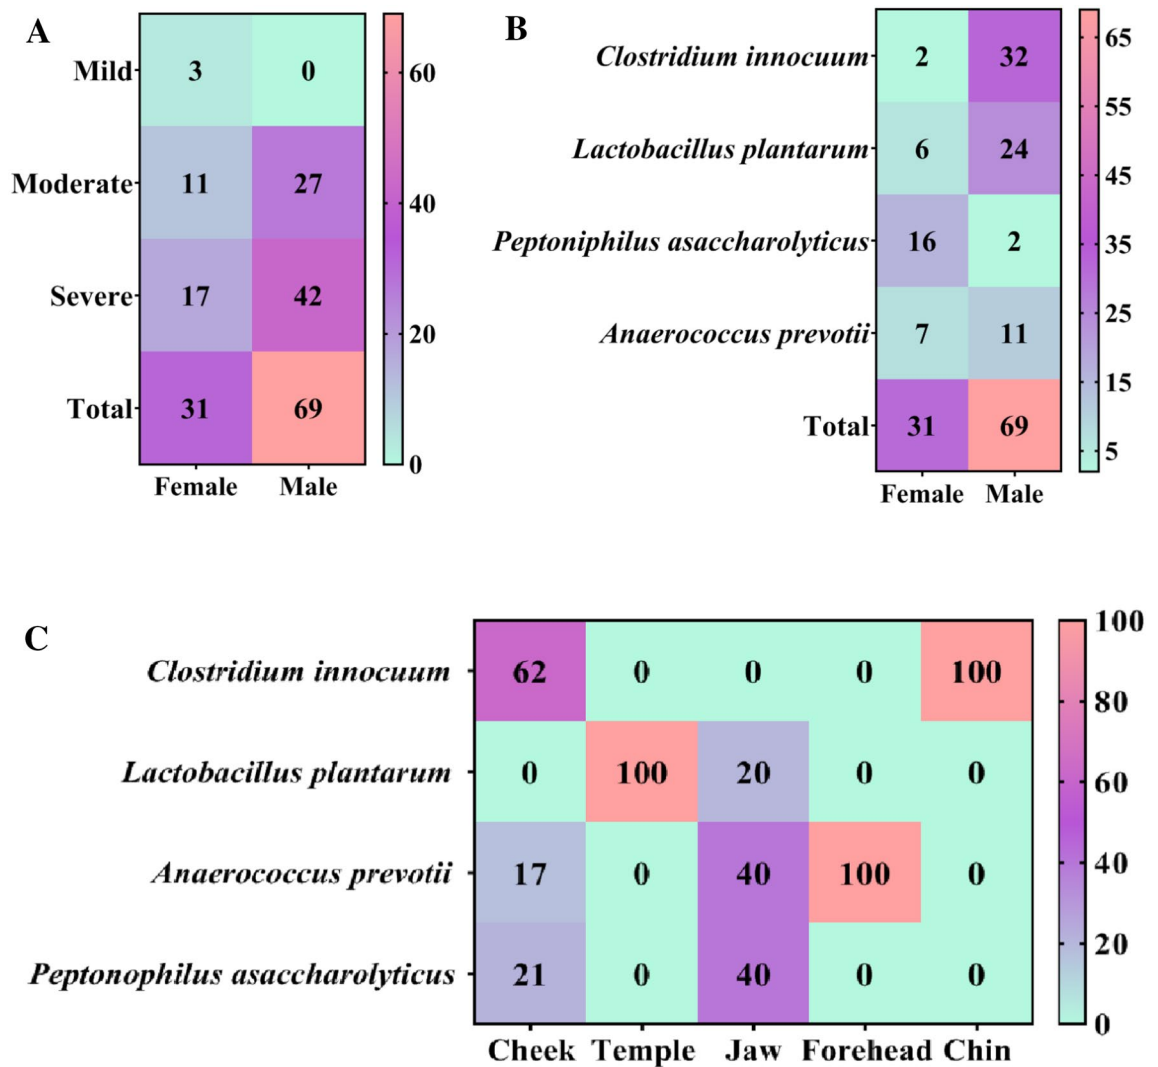 A
Mild 3 0
Moderate 11 27
Severe 17 42
Total 31 69
Female Male
60
40
20
0
B
Clostridium innocuum 2 32
Lactobacillus plantarum 6 24
Peptoniphilus asaccharolyticus 16 2
Anaerococcus prevotii 7 11
Total 31 69
Female Male
65
55
45
35
25
15
5
C
Clostridium innocuum 62 0 0 0 100
Lactobacillus plantarum 0 100 20 0 0
Anaerococcus prevotii 17 0 40 100 0
Peptonophilus asaccharolyticus 21 0 40 0 0
Cheek Temple Jaw Forehead Chin
100
80
60
40
20
0